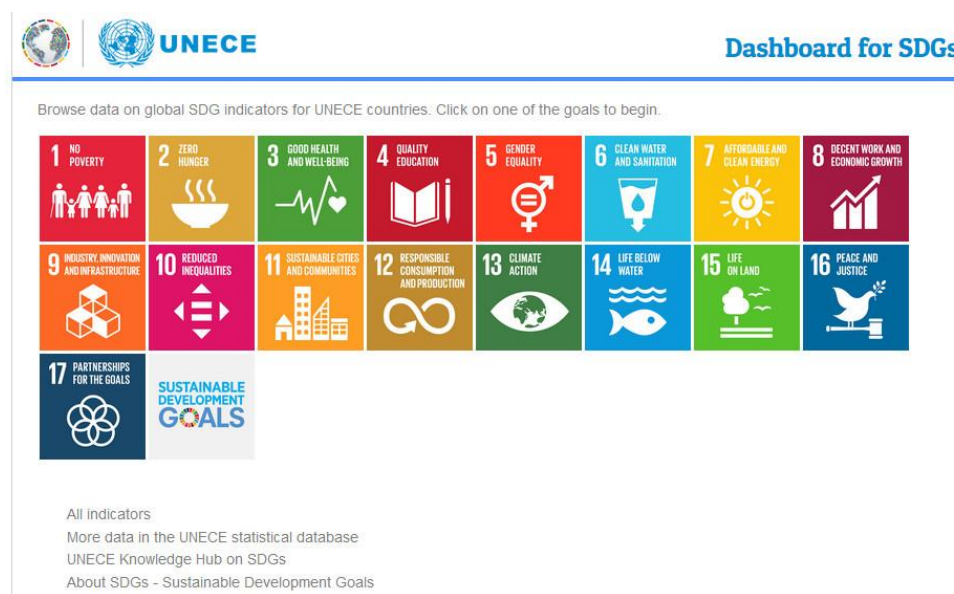 UNECE
Dashboard for SDGs
Browse data on global SDG indicators for UNECE countries. Click on one of the goals to begin.
1 NO
POVERTY
2 ZERO
HUNGER
3 GOOD HEALTH
AND WELL-BEING
4 QUALITY
EDUCATION
5 GENDER
EQUALITY
6 CLEAN WATER
AND SANITATION
7 AFFORDABLE AND
CLEAN ENERGY
8 DECENT WORK AND
ECONOMIC GROWTH
9 INDUSTRY, INNOVATION
AND INFRASTRUCTURE
10 REDUCED
INEQUALITIES
11 SUSTAINABLE CITIES
AND COMMUNITIES
12 RESPONSIBLE
CONSUMPTION
AND PRODUCTION
13 CLIMATE
ACTION
14 LIFE BELOW
WATER
15 LIFE
ON LAND
16 PEACE AND
JUSTICE
17 PARTNERSHIPS
FOR THE GOALS
SUSTAINABLE
DEVELOPMENT
GOALS
All indicators
More data in the UNECE statistical database
UNECE Knowledge Hub on SDGs
About SDGs - Sustainable Development Goals